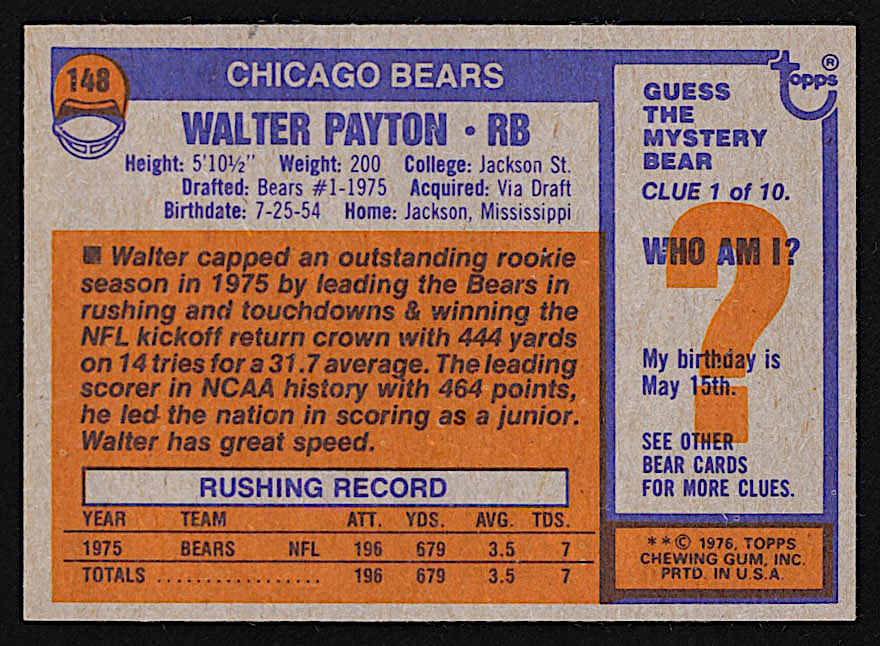 148
CHICAGO BEARS
WALTER PAYTON • RB
Height: 5'10½" Weight: 200 College: Jackson St.
Drafted: Bears #1-1975 Acquired: Via Draft
Birthdate: 7-25-54 Home: Jackson, Mississippi
■ Walter capped an outstanding rookie
season in 1975 by leading the Bears in
rushing and touchdowns & winning the
NFL kickoff return crown with 444 yards
on 14 tries for a 31.7 average. The leading
scorer in NCAA history with 464 points,
he led the nation in scoring as a junior.
Walter has great speed.
RUSHING RECORD
YEAR TEAM ATT. YDS. AVG. TDS.
1975 BEARS NFL 196 679 3.5 7
TOTALS ................. 196 679 3.5 7
Topps®
GUESS
THE
MYSTERY
BEAR
CLUE 1 of 10.
?
WHO AM I?
My birthday is
May 15th.
SEE OTHER
BEAR CARDS
FOR MORE CLUES.
**© 1976, TOPPS
CHEWING GUM, INC.
PRTD. IN U.S.A.